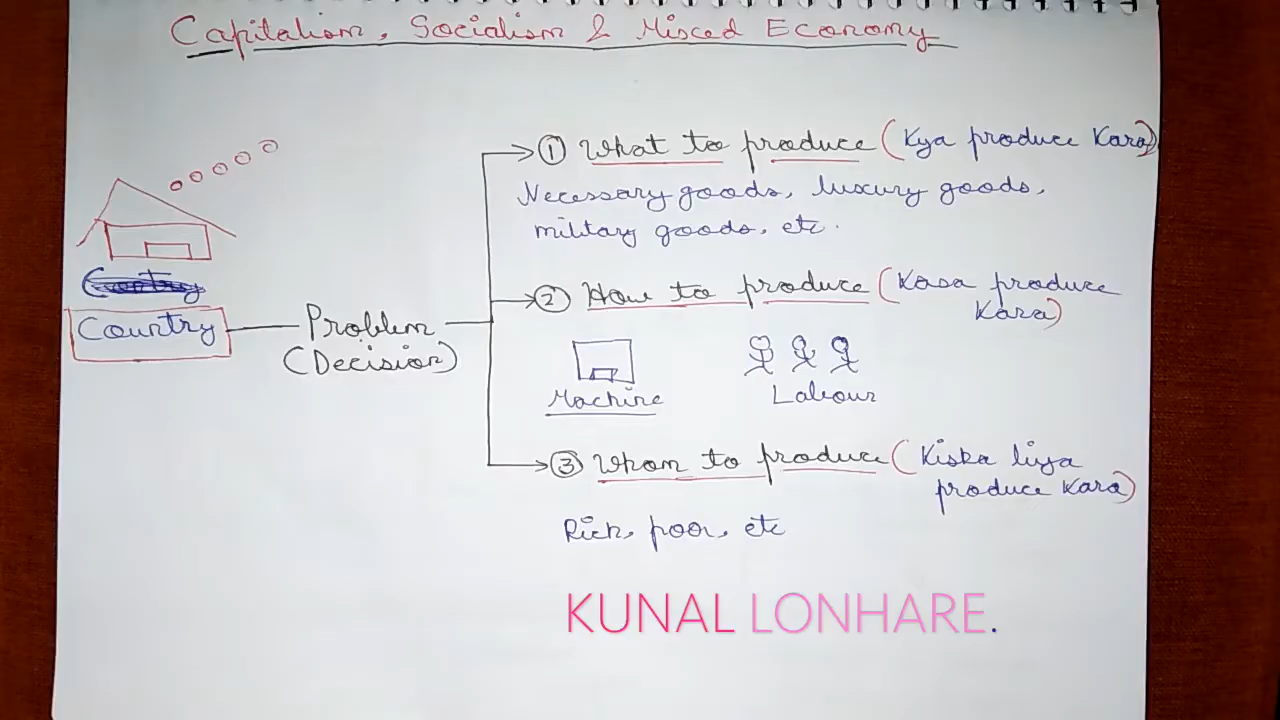 Capitalism, Socialism & Mixed Economy
① What to produce (Kya produce Kara)
Necessary goods, luxury goods,
military goods, etc.
② How to produce (Kasa produce
Kara)
Country
Problem
(Decision)
Machine
Labour
③ Whom to produce (Kiska liya
produce Kara)
Rich, poor, etc
KUNAL LONHARE.